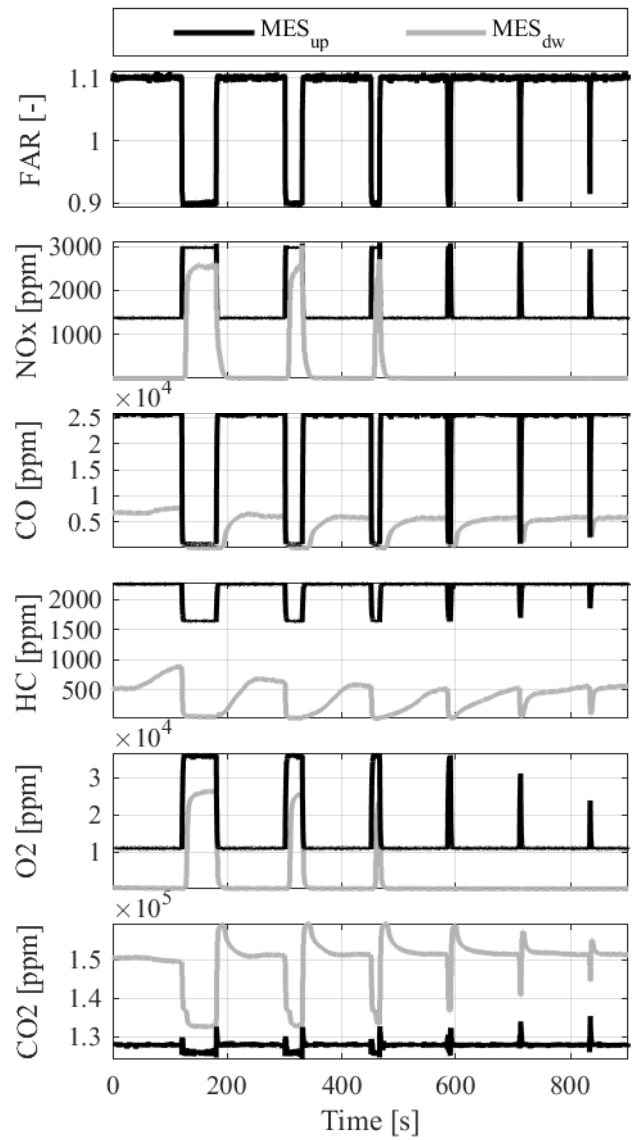 MES_up MES_dw
FAR [-]
1.1
1
0.9
NOx [ppm]
3000
2000
1000
×10^4
CO [ppm]
2.5
2
1.5
1
0.5
HC [ppm]
2000
1500
1000
500
×10^4
O2 [ppm]
3
2
1
×10^5
CO2 [ppm]
1.5
1.4
1.3
0 200 400 600 800
Time [s]